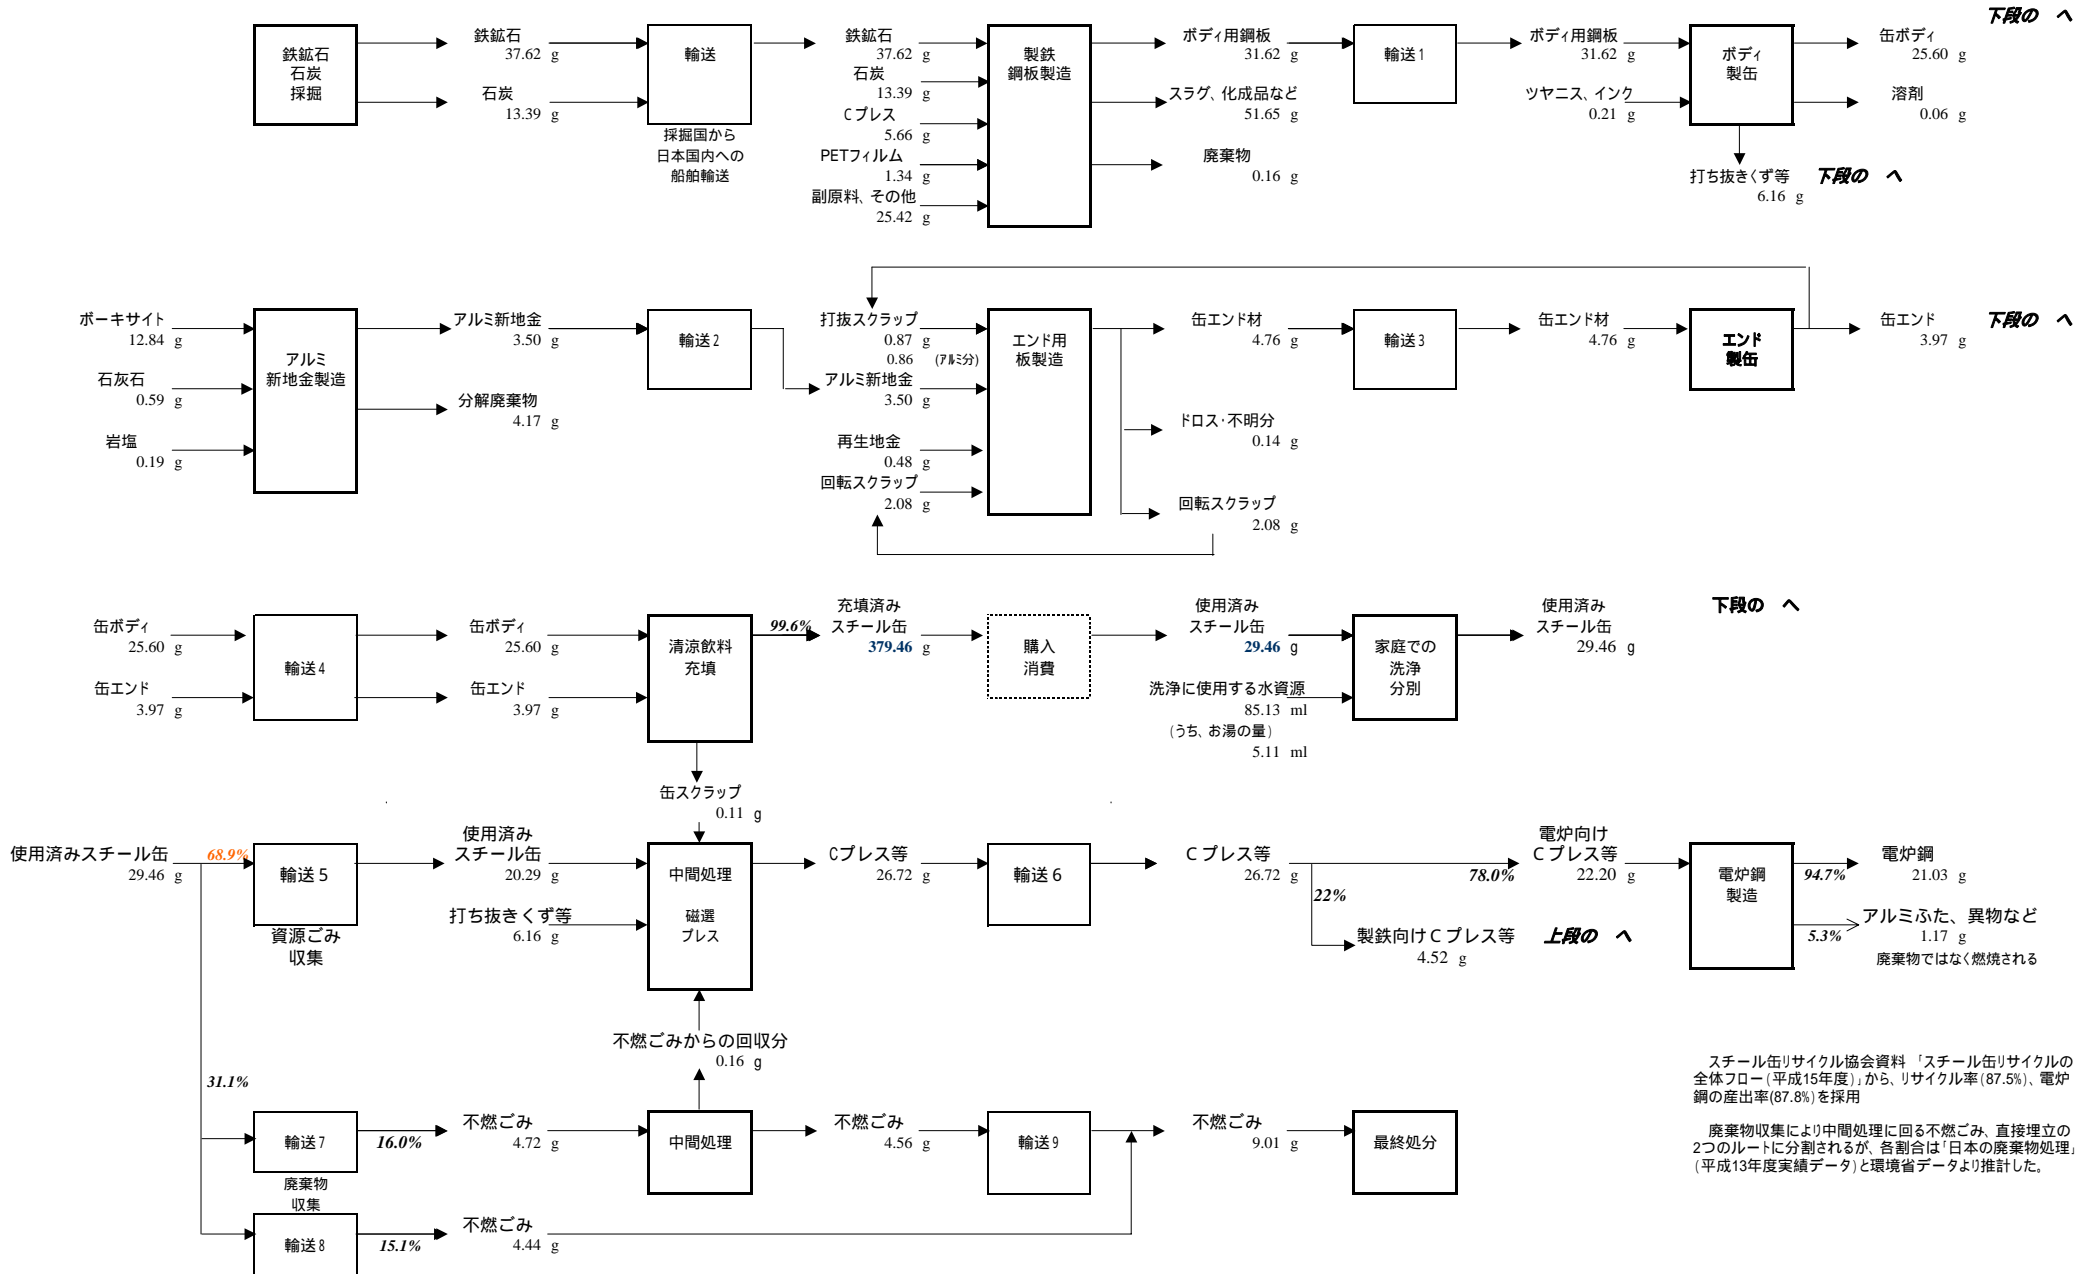 下段の へ
鉄鉱石
石炭
採掘
鉄鉱石
37.62 g
石炭
13.39 g
輸送
採掘国から
日本国内への
船舶輸送
鉄鉱石
37.62 g
石炭
13.39 g
Cプレス
5.66 g
PETフィルム
1.34 g
副原料、その他
25.42 g
製鉄
鋼板製造
ボディ用鋼板
31.62 g
スラグ、化成品など
51.65 g
廃棄物
0.16 g
輸送1
ボディ用鋼板
31.62 g
ツヤニス、インク
0.21 g
ボディ
製缶
缶ボディ
25.60 g
溶剤
0.06 g
打ち抜きくず等 下段の へ
6.16 g
ボーキサイト
12.84 g
石灰石
0.59 g
岩塩
0.19 g
アルミ
新地金製造
アルミ新地金
3.50 g
分解廃棄物
4.17 g
輸送2
打抜スクラップ
0.87 g
0.86 (アルミ分)
アルミ新地金
3.50 g
再生地金
0.48 g
回転スクラップ
2.08 g
エンド用
板製造
缶エンド材
4.76 g
ドロス・不明分
0.14 g
回転スクラップ
2.08 g
輸送3
缶エンド材
4.76 g
エンド
製缶
缶エンド
3.97 g
下段の へ
缶ボディ
25.60 g
缶エンド
3.97 g
輸送4
缶ボディ
25.60 g
缶エンド
3.97 g
清涼飲料
充填
99.6%
充填済み
スチール缶
379.46 g
購入
消費
使用済み
スチール缶
29.46 g
洗浄に使用する水資源
85.13 ml
(うち、お湯の量)
5.11 ml
家庭での
洗浄
分別
使用済み
スチール缶
29.46 g
下段の へ
缶スクラップ
0.11 g
使用済みスチール缶
29.46 g
68.9%
輸送5
資源ごみ
収集
使用済み
スチール缶
20.29 g
打ち抜きくず等
6.16 g
中間処理
磁選
プレス
Cプレス等
26.72 g
輸送6
Cプレス等
26.72 g
78.0%
22%
電炉向け
Cプレス等
22.20 g
製鉄向けCプレス等 上段の へ
4.52 g
電炉鋼
製造
94.7%
電炉鋼
21.03 g
5.3%
アルミふた、異物など
1.17 g
廃棄物ではなく燃焼される
不燃ごみからの回収分
0.16 g
31.1%
輸送7
廃棄物
収集
16.0%
不燃ごみ
4.72 g
中間処理
不燃ごみ
4.56 g
輸送9
不燃ごみ
9.01 g
最終処分
輸送8
15.1%
不燃ごみ
4.44 g
スチール缶リサイクル協会資料 「スチール缶リサイクルの
全体フロー(平成15年度)」から、リサイクル率(87.5%)、電炉
鋼の産出率(87.8%)を採用
廃棄物収集により中間処理に回る不燃ごみ、直接埋立の
2つのルートに分割されるが、各割合は「日本の廃棄物処理」
(平成13年度実績データ)と環境省データより推計した。